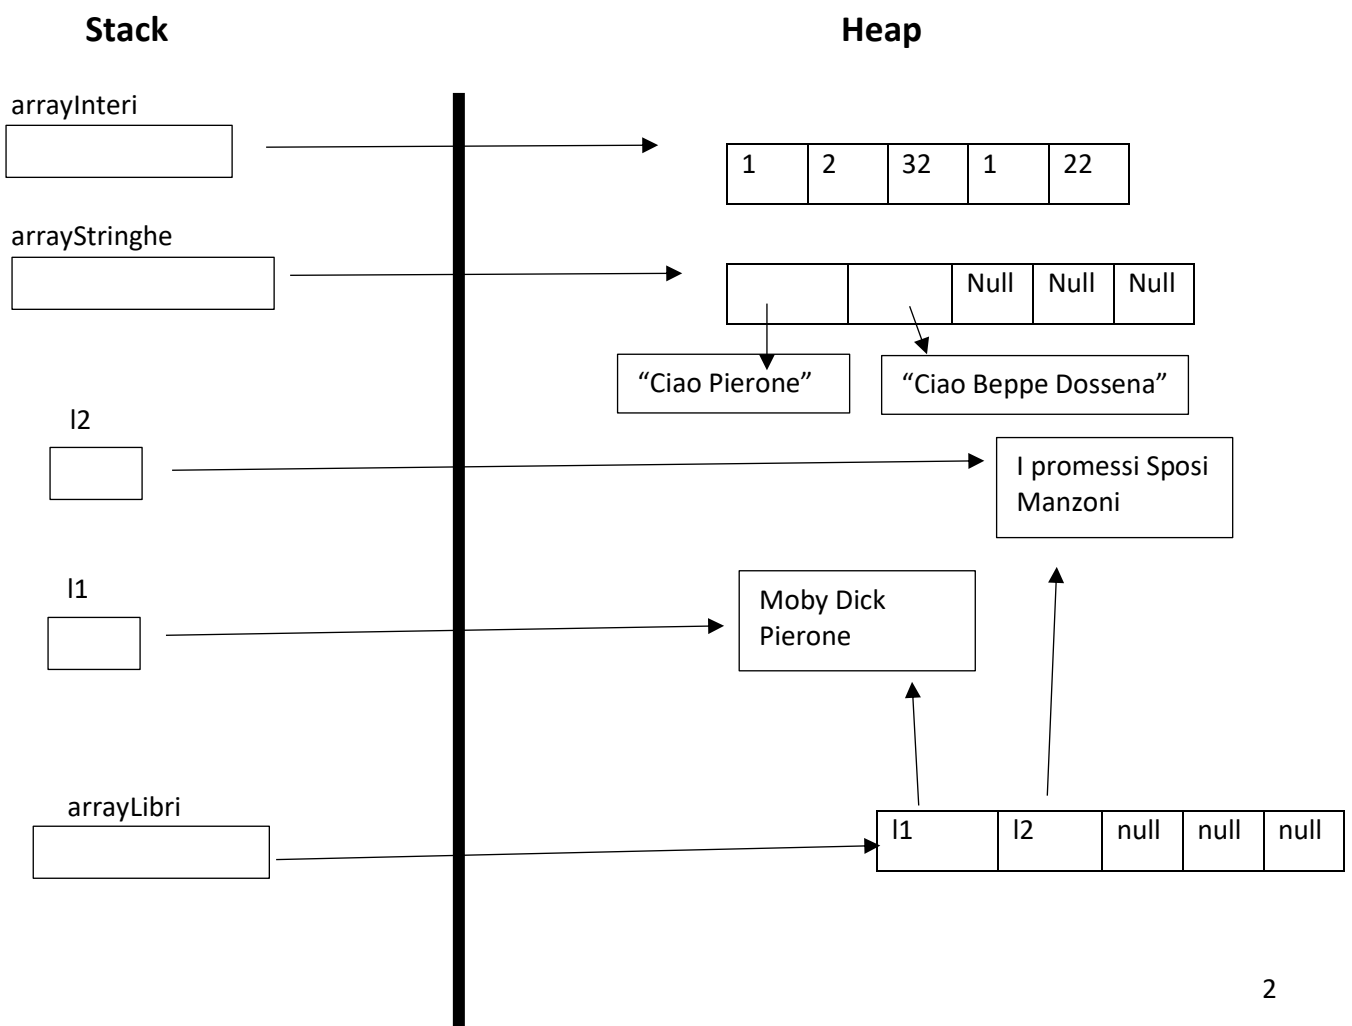 Stack
Heap
arrayInteri
1 2 32 1 22
arrayStringhe
Null Null Null
“Ciao Pierone”
“Ciao Beppe Dossena”
l2
I promessi Sposi
Manzoni
l1
Moby Dick
Pierone
arrayLibri
l1 l2 null null null
2